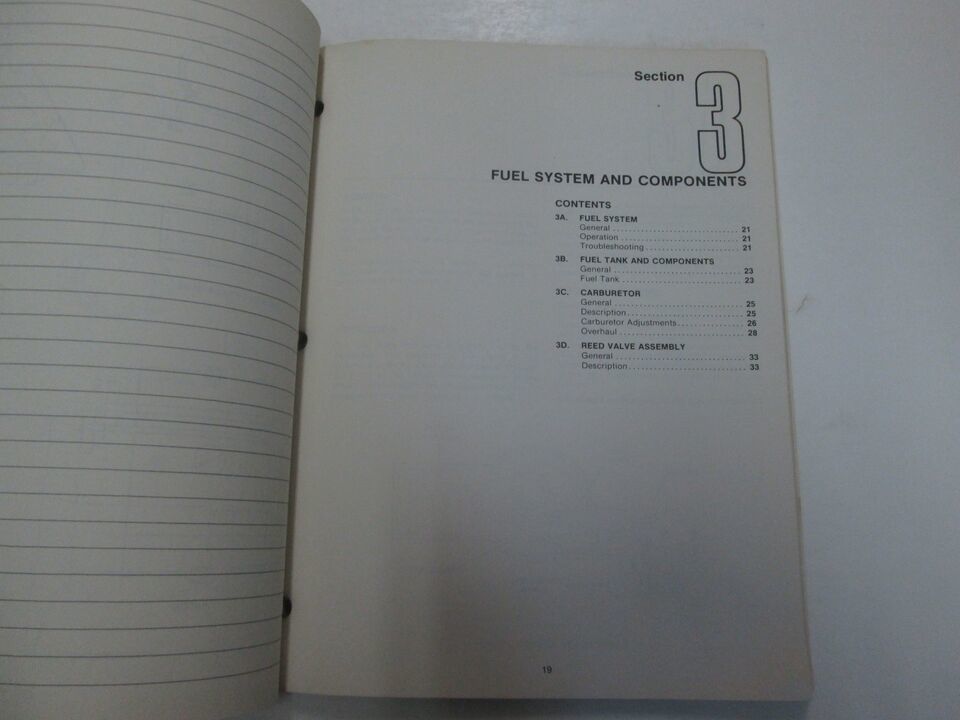 Section 3
FUEL SYSTEM AND COMPONENTS
CONTENTS
3A. FUEL SYSTEM
General ................................ 21
Operation .............................. 21
Troubleshooting ........................ 21
3B. FUEL TANK AND COMPONENTS
General ................................ 23
Fuel Tank .............................. 23
3C. CARBURETOR
General ................................ 25
Description ............................ 25
Carburetor Adjustments ................. 26
Overhaul ............................... 28
3D. REED VALVE ASSEMBLY
General ................................ 33
Description ............................ 33
19